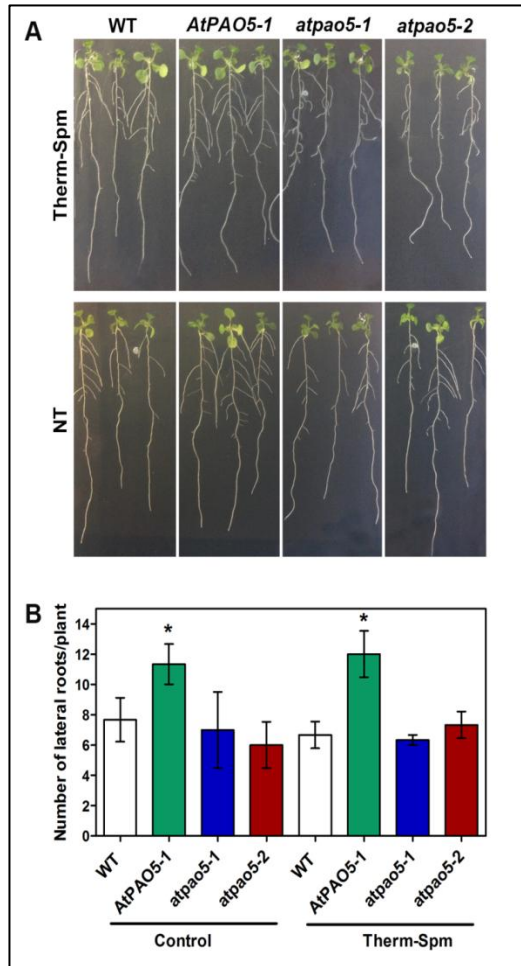 A
WT AtPAO5-1 atpao5-1 atpao5-2
Therm-Spm
NT
B
Number of lateral roots/plant
14
12
10
8
6
4
2
0
*
*
WT AtPAO5-1 atpao5-1 atpao5-2 WT AtPAO5-1 atpao5-1 atpao5-2
Control Therm-Spm